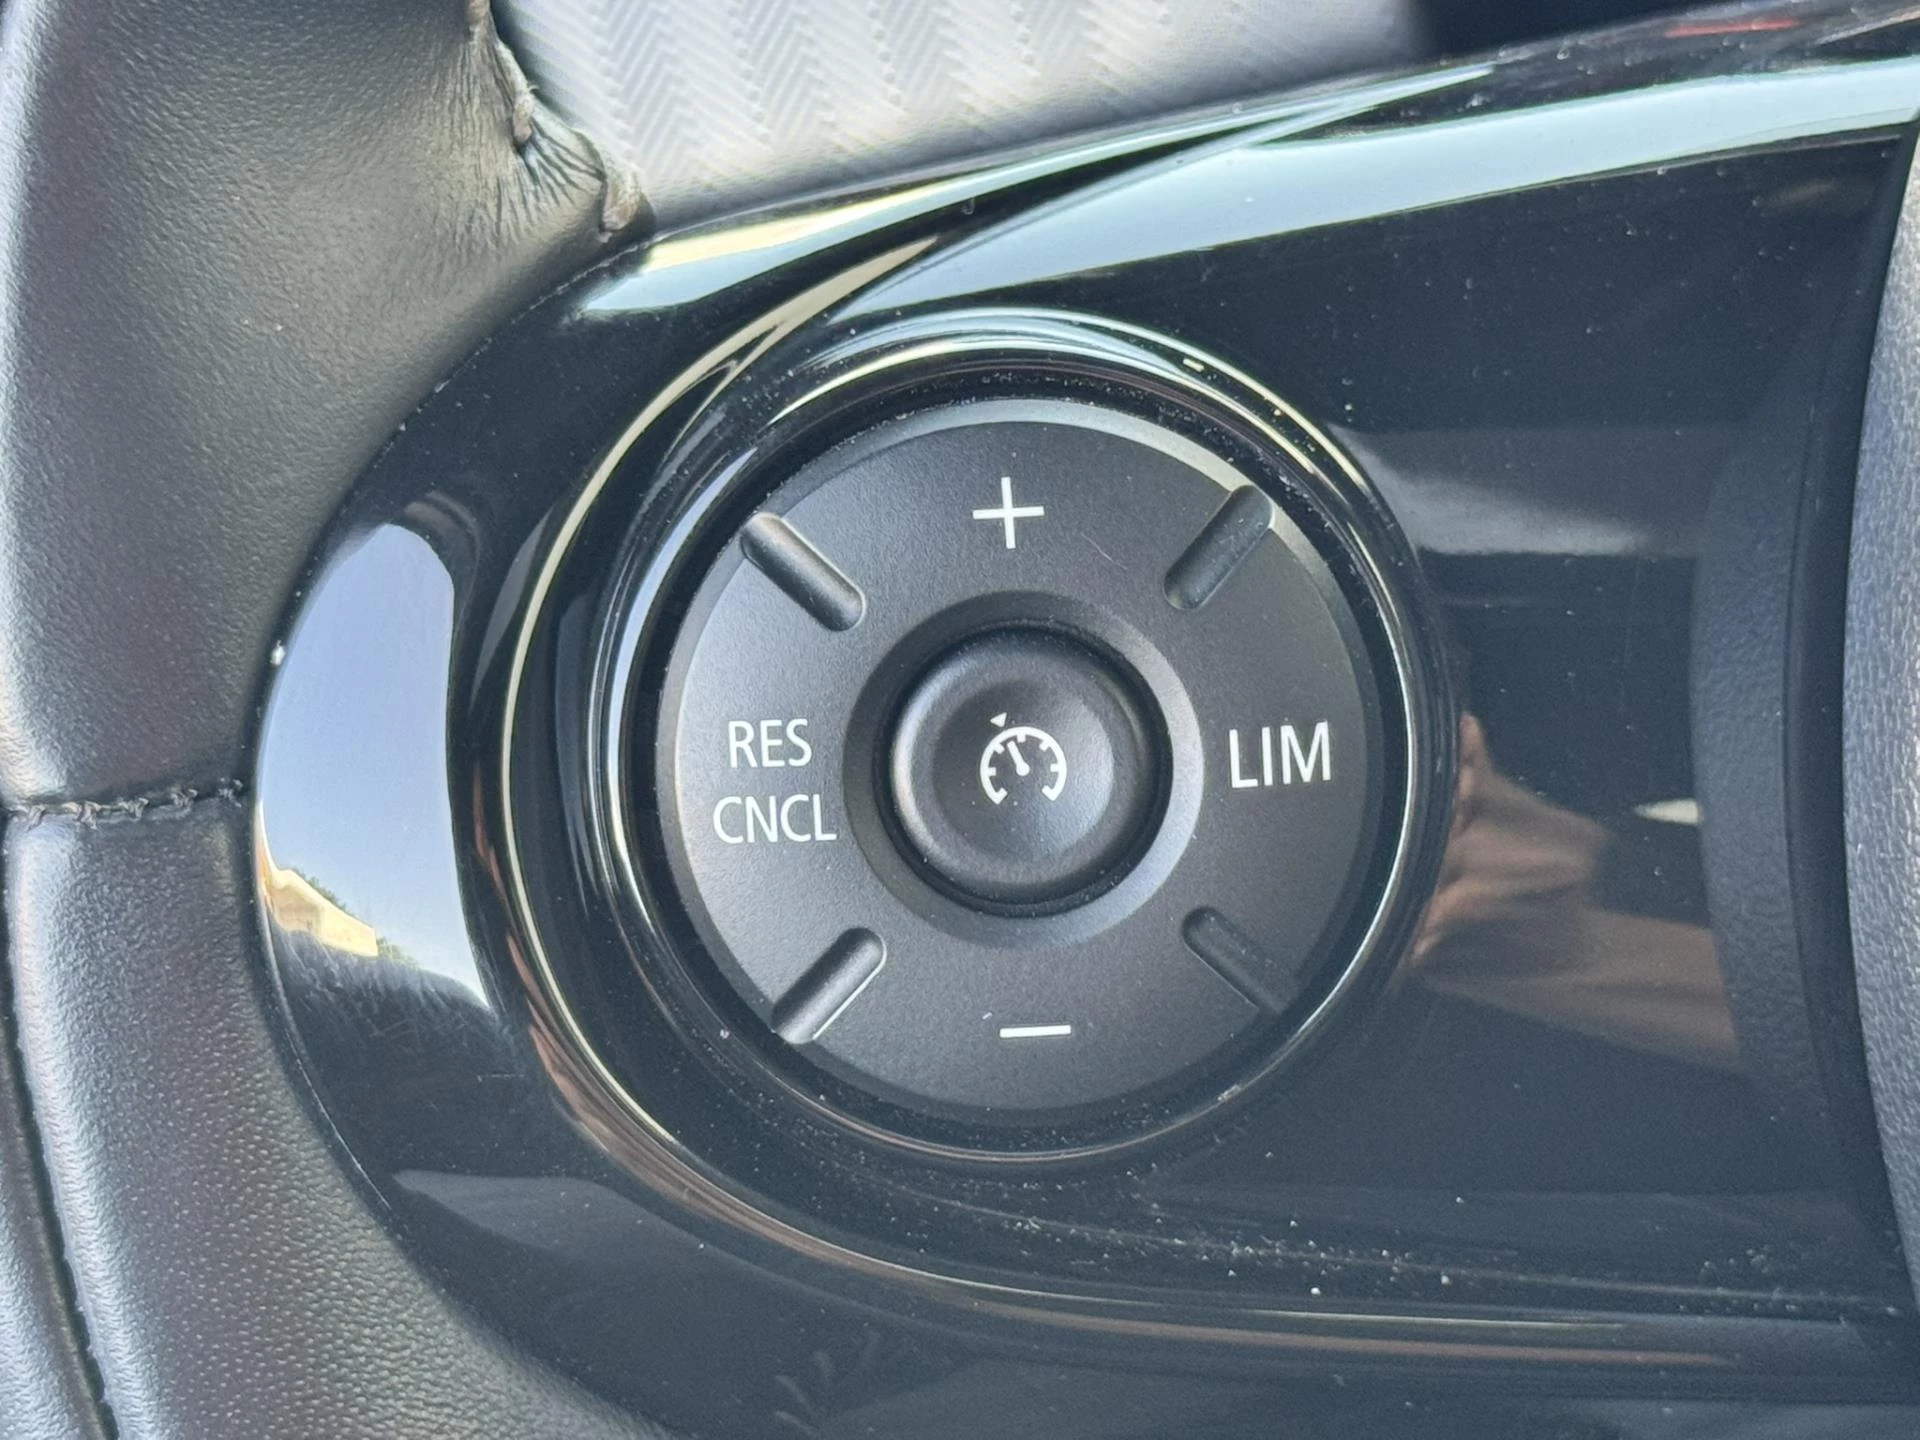 +
RES
CNCL
LIM
—